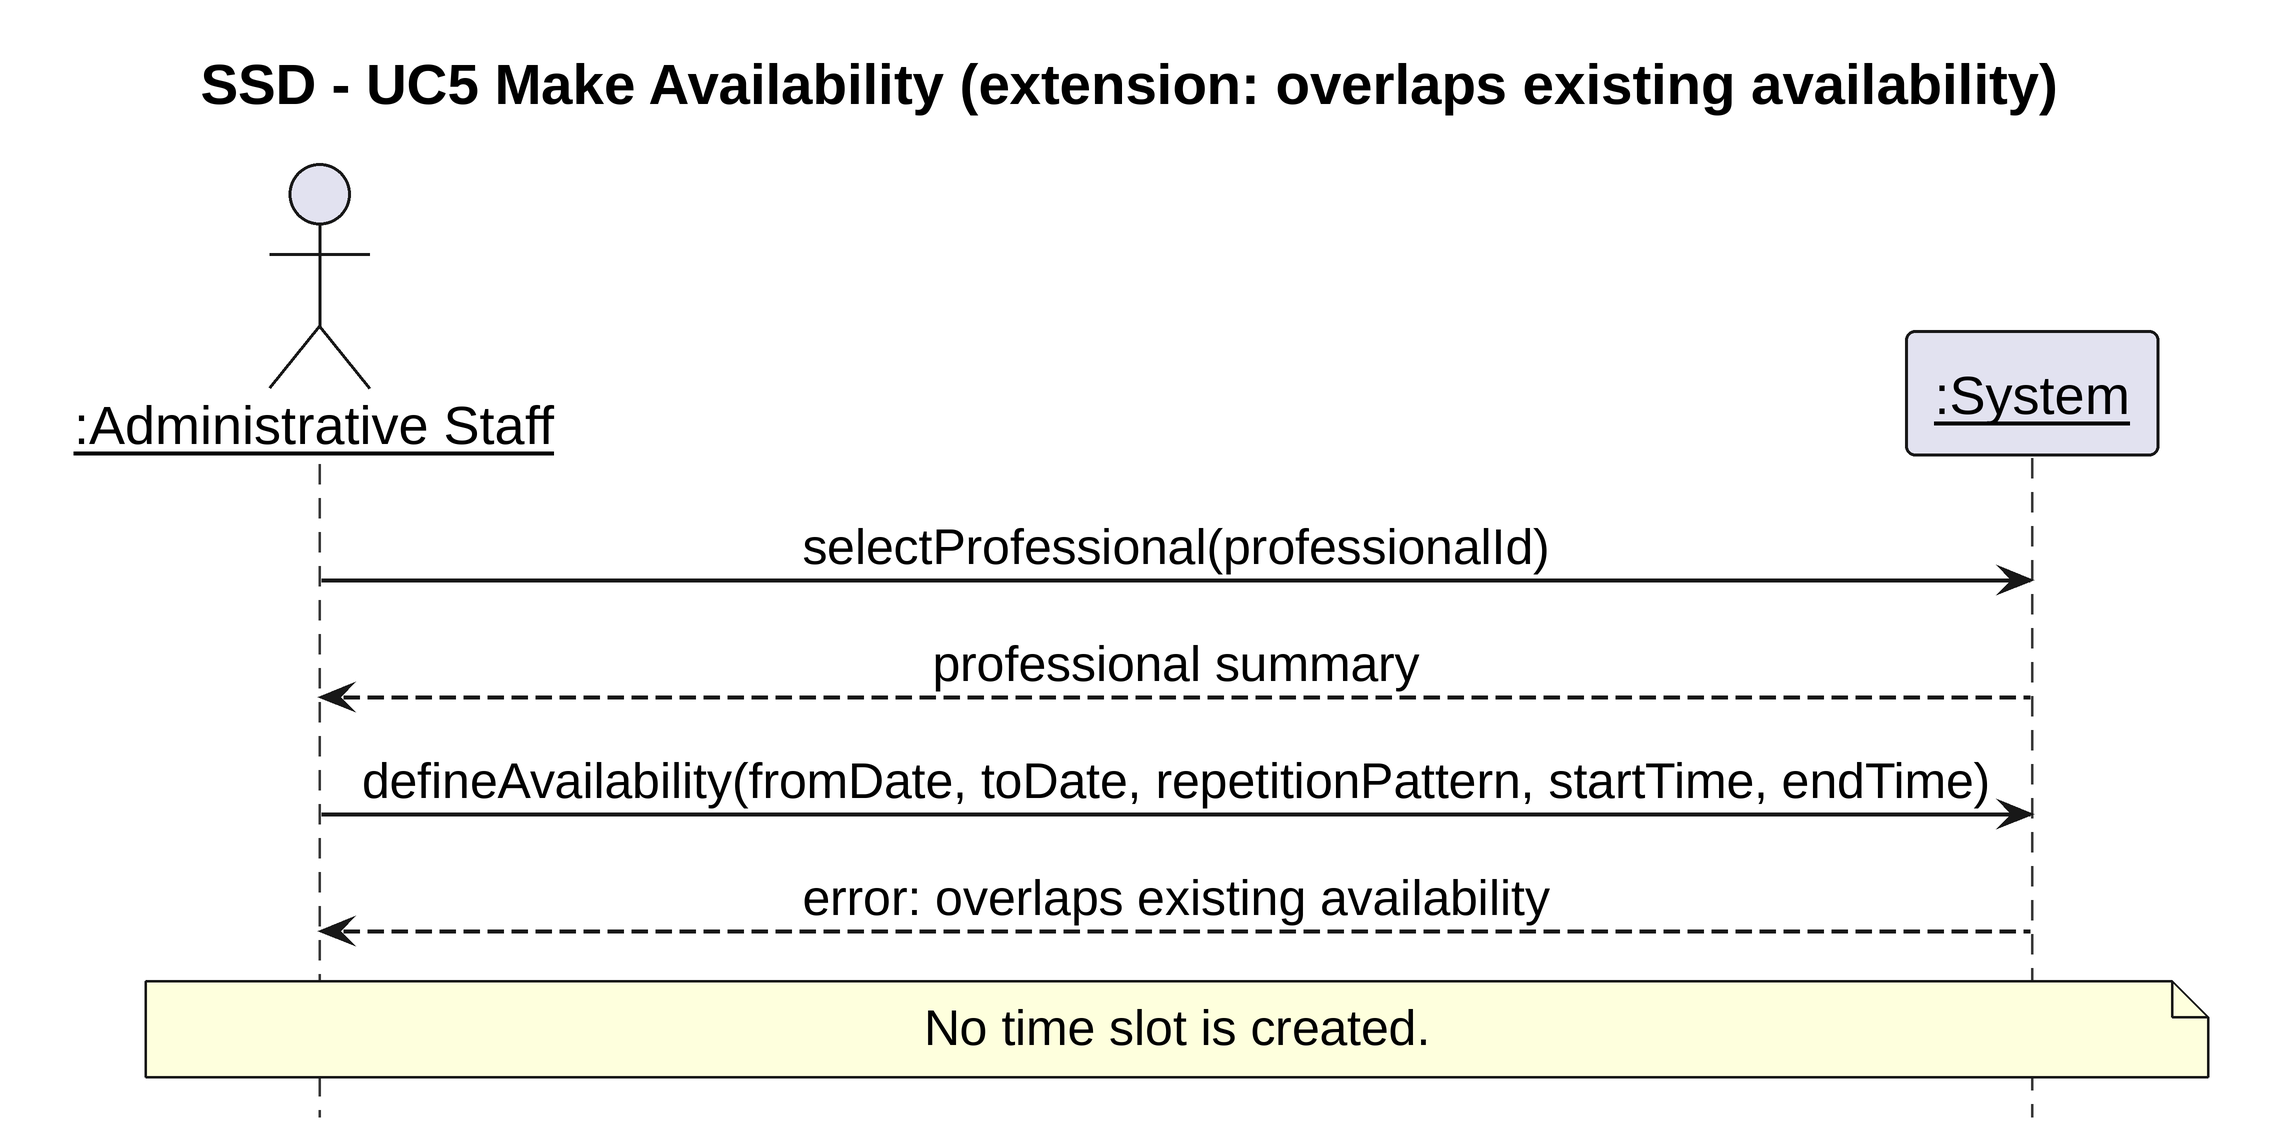 SSD - UC5 Make Availability (extension: overlaps existing availability)
:Administrative Staff
:System
selectProfessional(professionalId)
professional summary
defineAvailability(fromDate, toDate, repetitionPattern, startTime, endTime)
error: overlaps existing availability
No time slot is created.